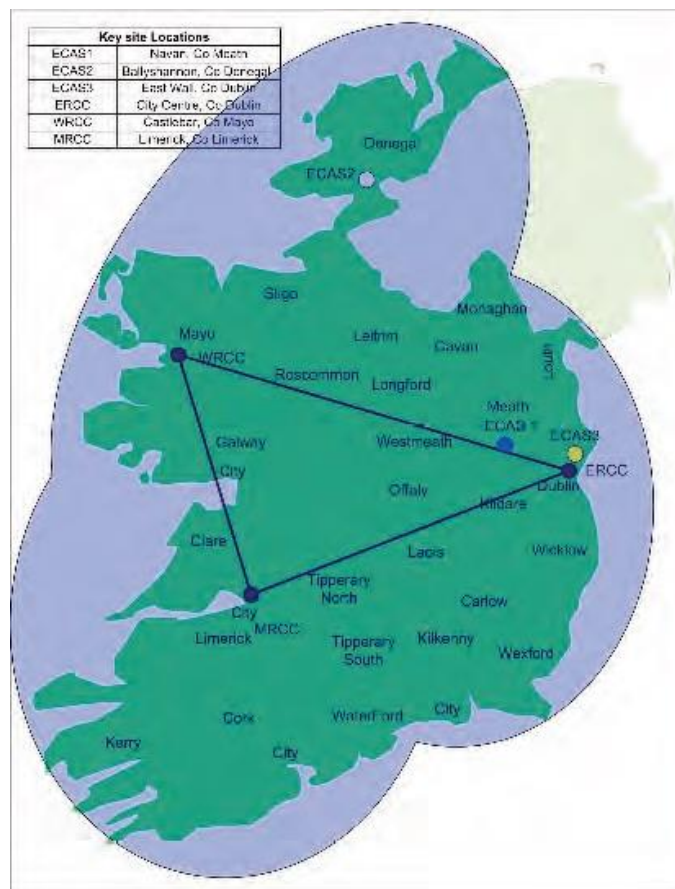 Key site Locations
ECAS1 Navan, Co Meath
ECAS2 Ballyshannon, Co Donegal
ECAS3 East Wall, Co Dublin
ERCC City Centre, Co Dublin
WRCC Castlebar, Co Mayo
MRCC Limerick, Co Limerick
Donega
ECAS2
Sligo
Monaghan
Mayo
Leitrim
Cavan
Louth
WRCC
Roscommon
Longford
Meath
ECAS 1
ECAS3
Galway
Westmeath
City
ERCC
Offaly
Dublin
Kildare
Clare
Laois
Wicklow
Tipperary
North
City
MRCC
Carlow
Limerick
Tipperary
South
Kilkenny
Wexford
Cork
WaterFord
City
Kerry
City